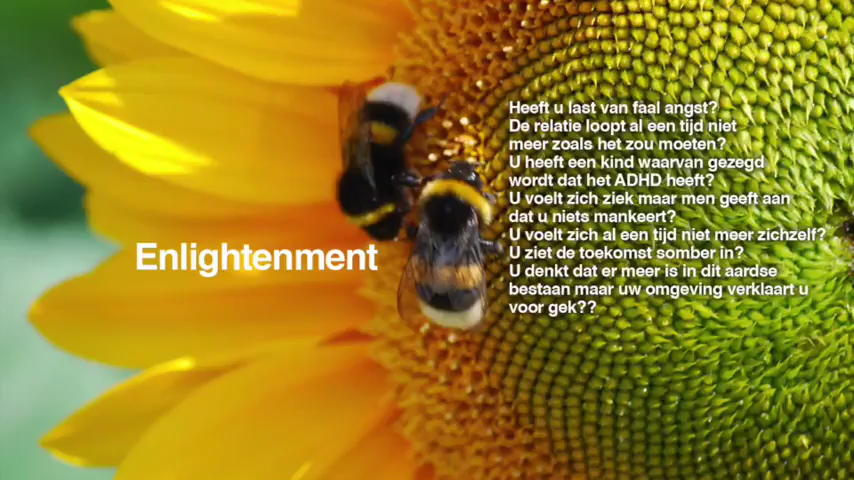 Enlightenment
Heeft u last van faal angst?
De relatie loopt al een tijd niet
meer zoals het zou moeten?
U heeft een kind waarvan gezegd
wordt dat het ADHD heeft?
U voelt zich ziek maar men geeft aan
dat u niets mankeert?
U voelt zich al een tijd niet meer zichzelf?
U ziet de toekomst somber in?
U denkt dat er meer is in dit aardse
bestaan maar uw omgeving verklaart u
voor gek??